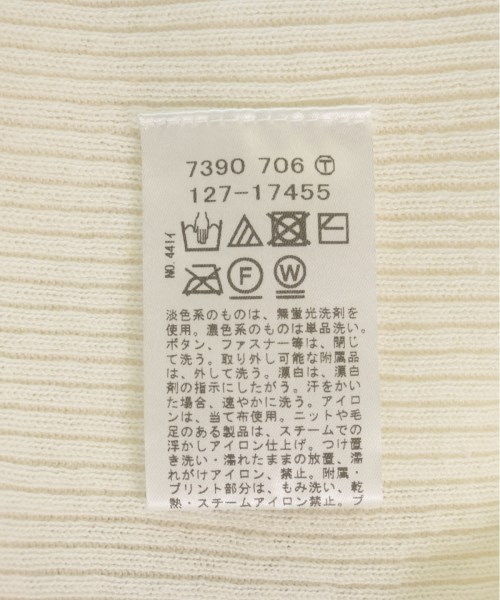 7390 706 Ⓣ
127-17455
NO.441イ
F W
淡色系のものは、無蛍光洗剤を
使用。濃色系のものは単品洗い。
ボタン、ファスナー等は、閉じ
て洗う。取り外し可能な附属品
は、外して洗う。漂白は、漂白
剤の指示にしたがう。汗をかい
た場合、速やかに洗う。アイロ
ンは、当て布使用。ニットや毛
足のある製品は、スチームでの
浮かしアイロン仕上げ。つけ置
き洗い・濡れたままの放置、濡
れがけアイロン、禁止。附属・
プリント部分は、もみ洗い、乾
熱・スチームアイロン禁止。プ